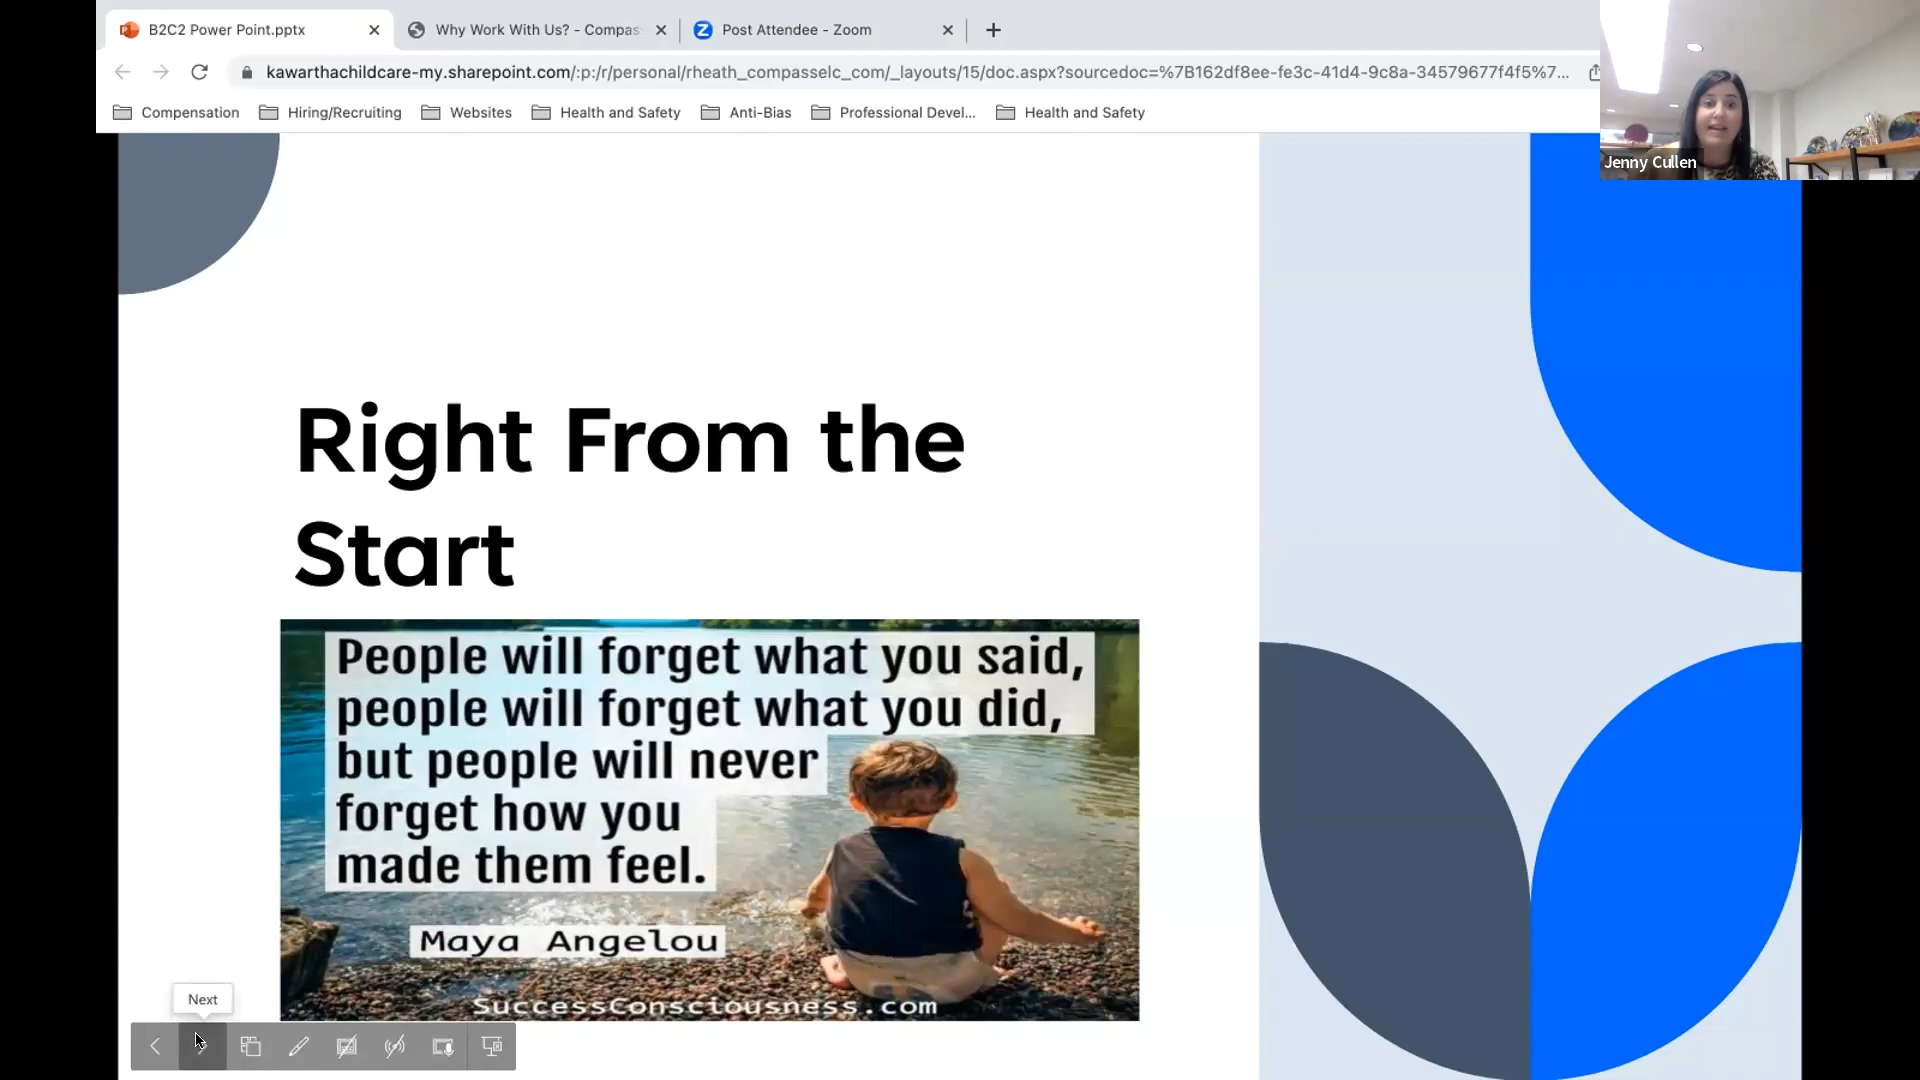 B2C2 Power Point.pptx
Why Work With Us? - Compas
Post Attendee - Zoom
kawarthachildcare-my.sharepoint.com/:p:/r/personal/rheath_compasselc_com/_layouts/15/doc.aspx?sourcedoc=%7B162df8ee-fe3c-41d4-9c8a-34579677f4f5%7...
Compensation
Hiring/Recruiting
Websites
Health and Safety
Anti-Bias
Professional Devel...
Health and Safety
Jenny Cullen
Right From the
Start
People will forget what you said,
people will forget what you did,
but people will never
forget how you
made them feel.
Maya Angelou
SuccessConsciousness.com
Next